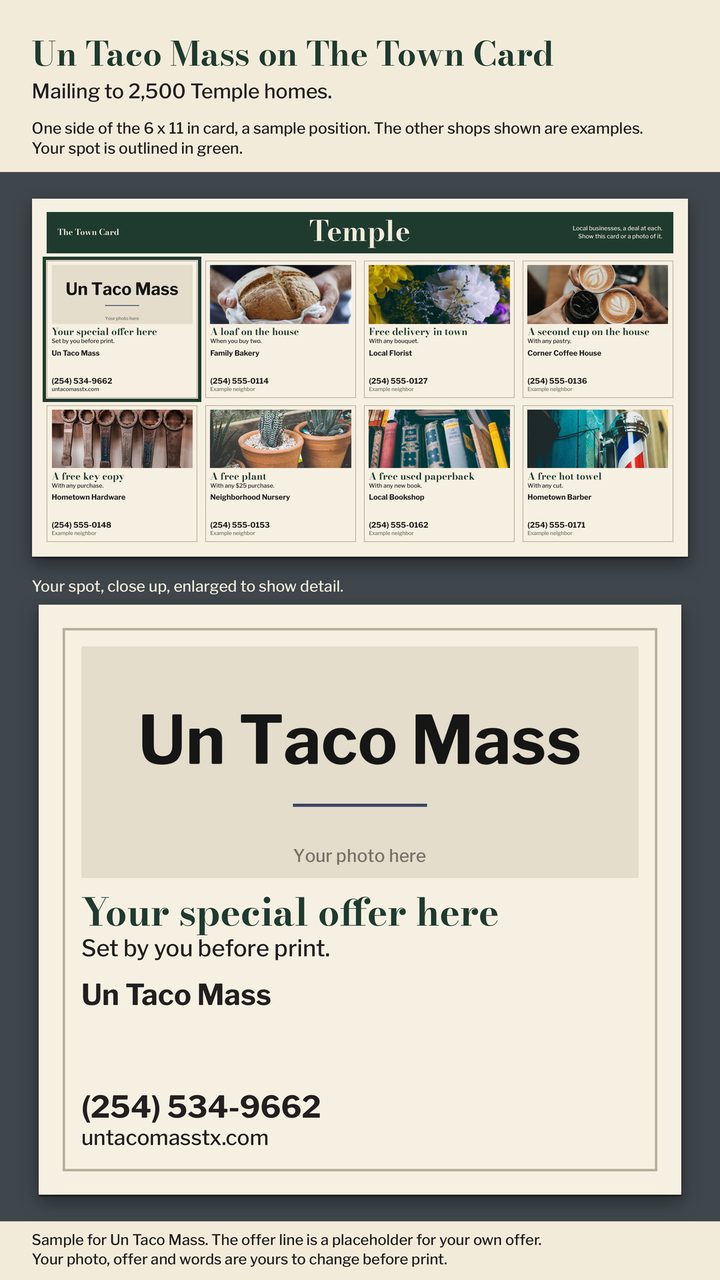 Un Taco Mass on The Town Card
Mailing to 2,500 Temple homes.
One side of the 6 x 11 in card, a sample position. The other shops shown are examples.
Your spot is outlined in green.
The Town Card
Temple
Local businesses, a deal at each.
Show this card or a photo of it.
Un Taco Mass
Your photo here
Your special offer here
Set by you before print.
Un Taco Mass
(254) 534-9662
untacomasstx.com
A loaf on the house
When you buy two.
Family Bakery
(254) 555-0114
Example neighbor
Free delivery in town
With any bouquet.
Local Florist
(254) 555-0127
Example neighbor
A second cup on the house
With any pastry.
Corner Coffee House
(254) 555-0136
Example neighbor
A free key copy
With any purchase.
Hometown Hardware
(254) 555-0148
Example neighbor
A free plant
With any $25 purchase.
Neighborhood Nursery
(254) 555-0153
Example neighbor
A free used paperback
With any new book.
Local Bookshop
(254) 555-0162
Example neighbor
A free hot towel
With any cut.
Hometown Barber
(254) 555-0171
Example neighbor
Your spot, close up, enlarged to show detail.
Un Taco Mass
Your photo here
Your special offer here
Set by you before print.
Un Taco Mass
(254) 534-9662
untacomasstx.com
Sample for Un Taco Mass. The offer line is a placeholder for your own offer.
Your photo, offer and words are yours to change before print.